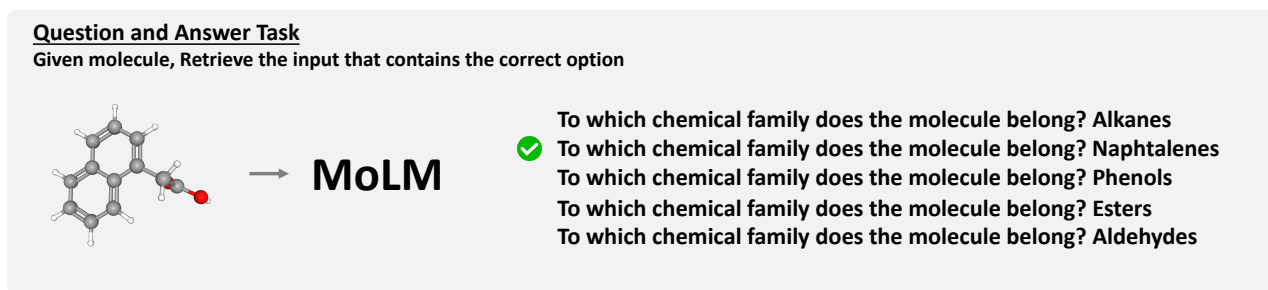 Question and Answer Task
Given molecule, Retrieve the input that contains the correct option
MoLM
To which chemical family does the molecule belong? Alkanes
To which chemical family does the molecule belong? Naphtalenes
To which chemical family does the molecule belong? Phenols
To which chemical family does the molecule belong? Esters
To which chemical family does the molecule belong? Aldehydes